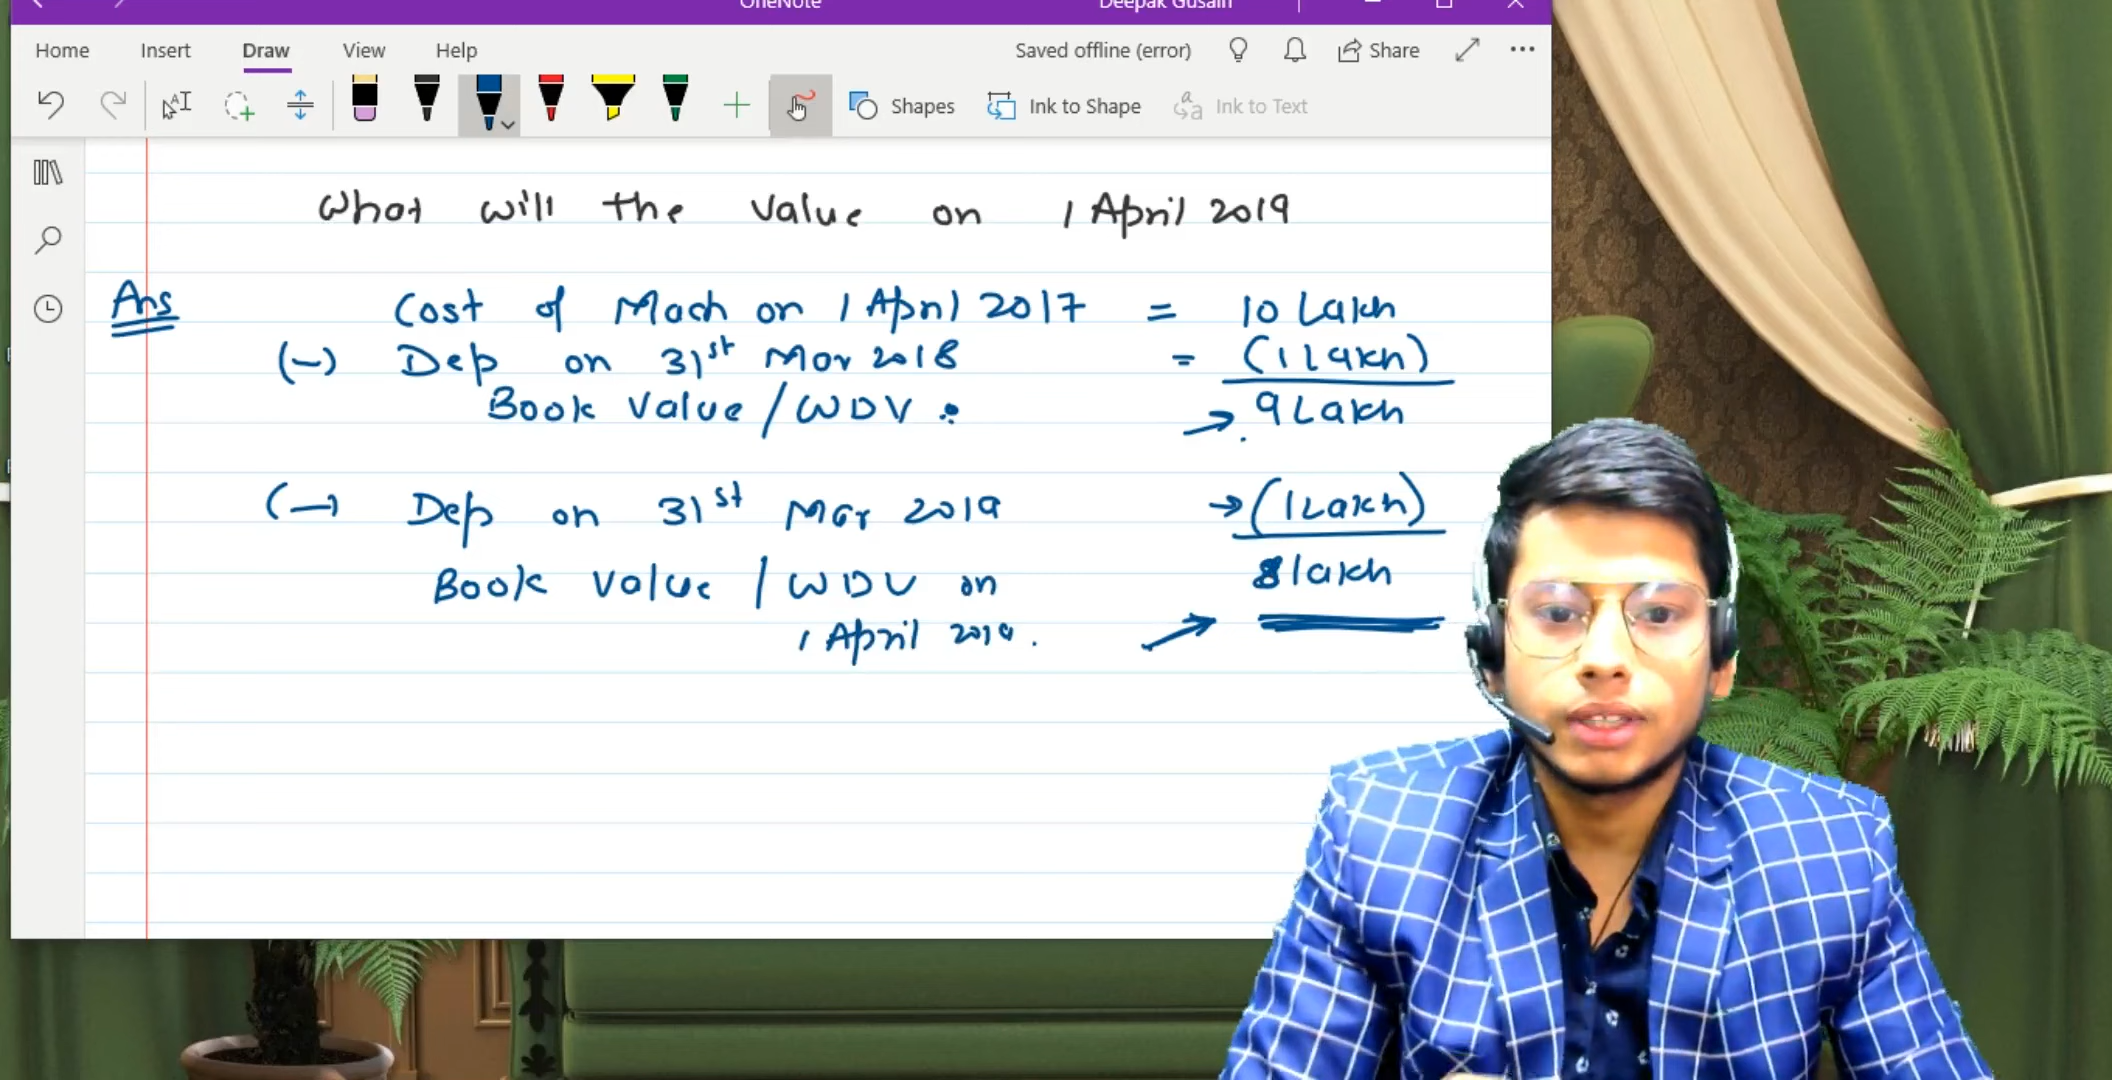 OneNote
Deepak Gusain
Home Insert Draw View Help Saved offline (error) Share
Shapes Ink to Shape Ink to Text
What will the value on 1 April 2019
Ans Cost of Mach on 1 April 2017 = 10 Lakh
(-) Dep on 31st Mar 2018 = (1 Lakh)
Book value / WDV : → 9 Lakh
(-) Dep on 31st Mar 2019 → (1 Lakh)
Book value / WDV on 8 lakh
1 April 2019.